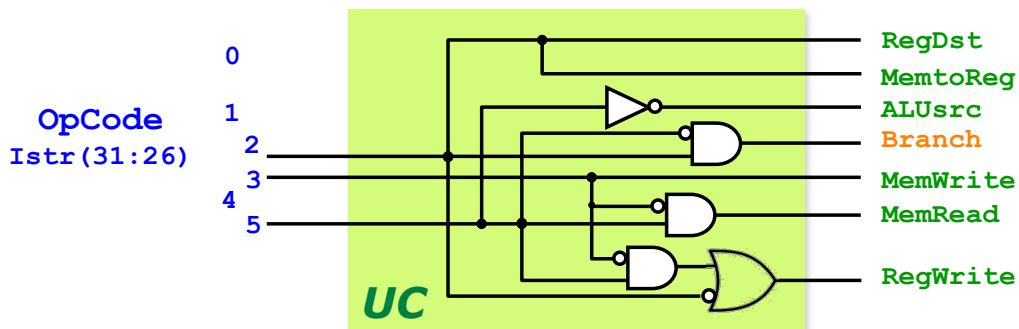 0
1
OpCode
Istr(31:26)
2
3
4
5
UC
RegDst
MemtoReg
ALUsrc
Branch
MemWrite
MemRead
RegWrite